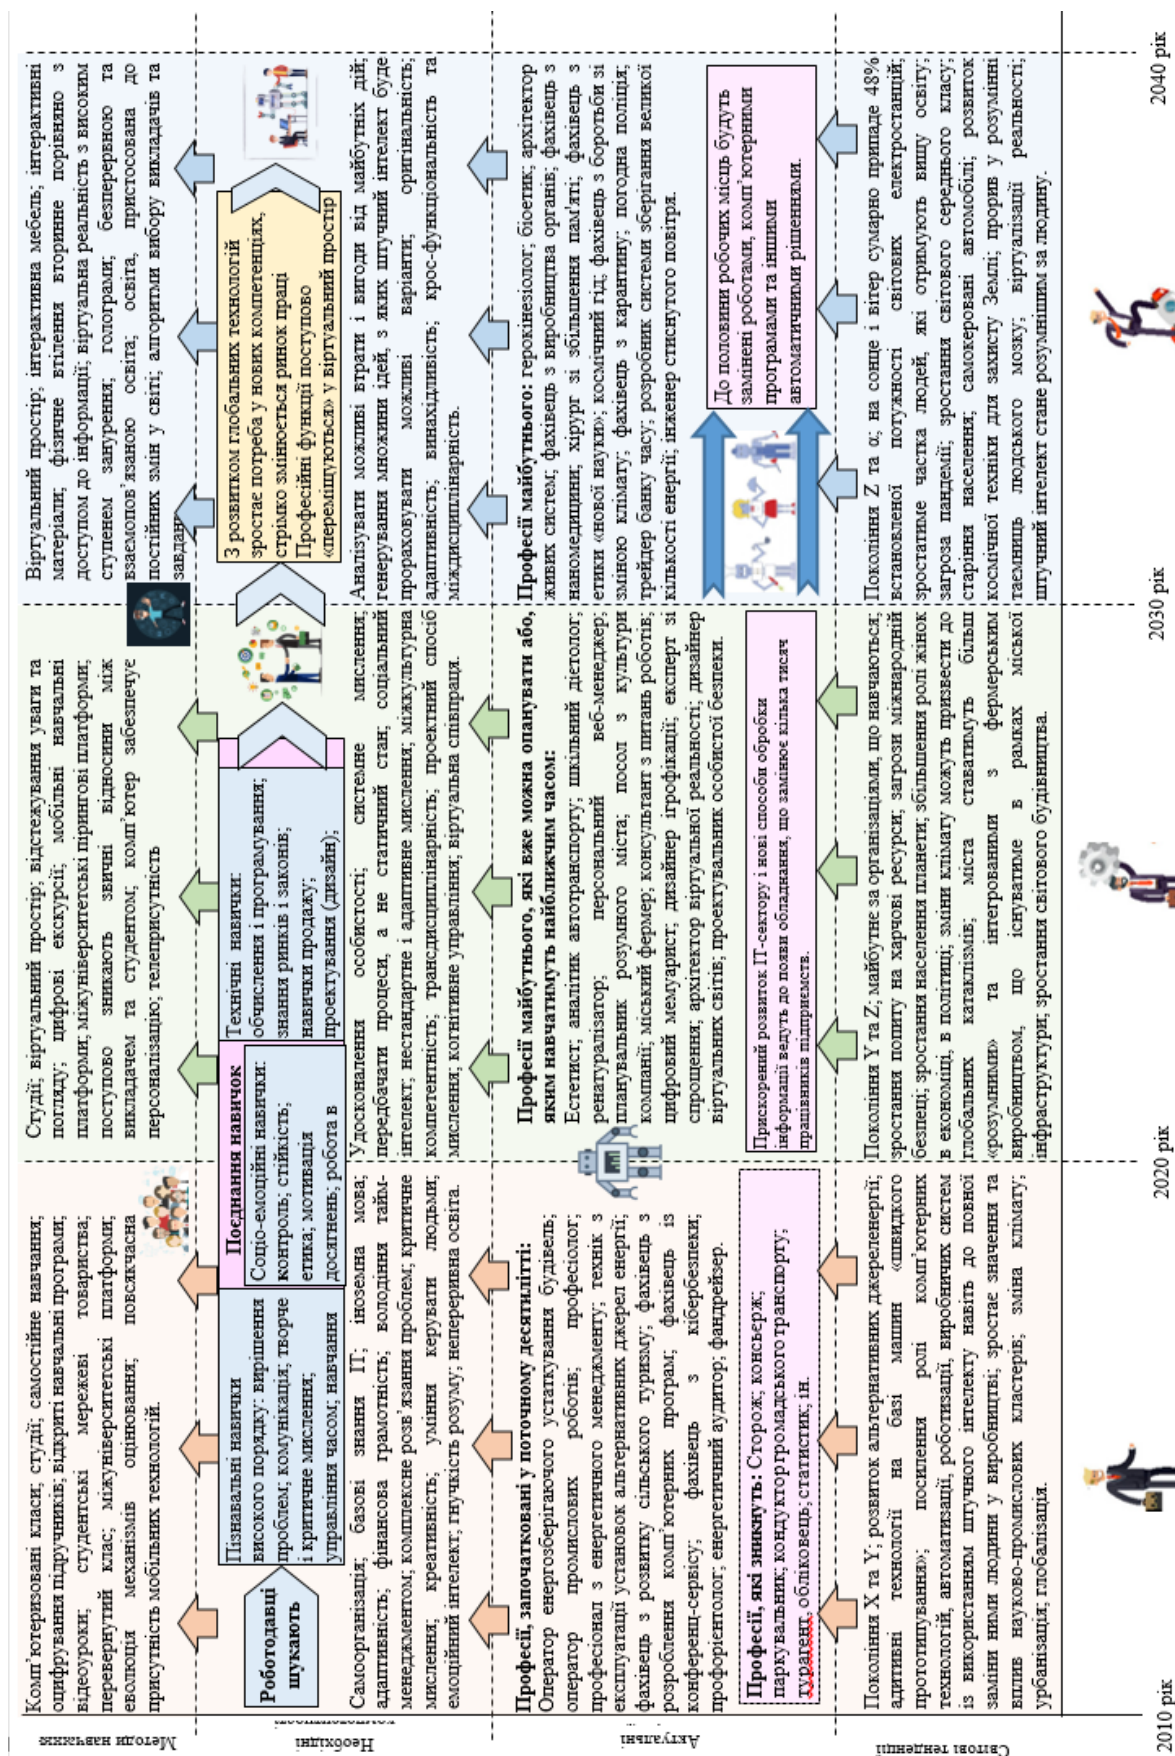 Комп'ютеризовані класи; студії; самостійне навчання;
оцифрування підручників; відкриті навчальні програми;
відеоуроки; студентські мережеві товариства;
перевернутий клас; міжуніверситетські платформи;
еволюція механізмів оцінювання; повсякчасна
присутність мобільних технологій.
Студії; віртуальний простір; відстежування уваги та
погляду; цифрові екскурсії; мобільні навчальні
платформи; міжуніверситетські пірингові платформи;
поступово зникають звичні відносини між
викладачем та студентом; комп'ютер забезпечує
персоналізацію; телеприсутність
Віртуальний простір; інтерактивна мебель; інтерактивні
матеріали; фізичне втілення вторинне порівняно з
доступом до інформації; віртуальна реальність з високим
ступенем занурення; голограми; безперервною та
взаємопов'язаною освіта; освіта, пристосована до
постійних змін у світі; алгоритми вибору викладачів та
завдань
Методи навчання
Роботодавці
шукають
Пізнавальні навички
високого порядку: вирішення
проблем; комунікація; творче
і критичне мислення;
управління часом; навчання
Поєднання навичок
Соціо-емоційні навички:
контроль; стійкість;
етика; мотивація
досягнень; робота в
Технічні навички:
обчислення і програмування;
знання ринків і законів;
навички продажу;
проектування (дизайн);
З розвитком глобальних технологій
зростає потреба у нових компетенціях,
стрімко змінюється ринок праці
Професійні функції поступово
«переміщуються» у віртуальний простір
Необхідні
Самоорганізація; базові знання ІТ; іноземна мова;
адаптивність; фінансова грамотність; володіння тайм-
менеджментом; комплексне розв'язання проблем; критичне
мислення; креативність; уміння керувати людьми;
емоційний інтелект; гнучкість розуму; неперервна освіта.
Удосконалення особистості; системне мислення;
передбачати процеси, а не статичний стан; соціальний
інтелект; нестандартне і адаптивне мислення; міжкультурна
компетентність; трансдисциплінарність; проектний спосіб
мислення; когнітивне управління; віртуальна співпраця.
Аналізувати можливі втрати і вигоди від майбутніх дій;
генерування множини ідей, з яких штучний інтелект буде
прораховувати можливі варіанти; оригінальність;
адаптивність; винахідливість; крос-функціональність та
міждисциплінарність.
Професії, започатковані у поточному десятилітті:
Оператор енергозберігаючого устаткування будівель;
оператор промислових роботів; професіолог;
професіонал з енергетичного менеджменту; технік з
експлуатації установок альтернативних джерел енергії;
фахівець з розвитку сільського туризму; фахівець з
розроблення комп'ютерних програм; фахівець із
конференц-сервісу; фахівець з кібербезпеки;
профорієнтолог; енергетичний аудитор; фандрейзер.
Професії майбутнього, які вже можна опанувати або,
яким навчатимуть найближчим часом:
Естетист; аналітик автотранспорту; шкільний дієтолог;
ренатуралізатор; персональний веб-менеджер;
планувальник розумного міста; посол з культури
компанії; міський фермер; консультант з питань роботів;
цифровий мемуарист; дизайнер ігрофікації; експерт зі
спрощення; архітектор віртуальної реальності; дизайнер
віртуальних світів; проектувальник особистої безпеки.
Професії майбутнього: герокінезіолог; біоетик; архітектор
живих систем; фахівець з виробництва органів; фахівець з
наномедицини; хірург зі збільшення пам'яті; фахівець з
етики «нової науки»; космічний гід; фахівець з боротьби зі
зміною клімату; фахівець з карантину; погодна поліція;
трейдер банку часу; розробник системи зберігання великої
кількості енергії; інженер стиснутого повітря.
Актуальні
Професії, які зникнуть: Сторож; консьєрж;
паркувальник; кондуктор громадського транспорту;
турагент, обліковець; статистик; ін.
Прискорений розвиток ІТ-сектору і нові способи обробки
інформації ведуть до появи обладнання, що замінює кілька тисяч
працівників підприємств.
До половини робочих місць будуть
замінені роботами, комп'ютерними
програмами та іншими
автоматичними рішеннями.
Покоління X та Y; розвиток альтернативних джерел енергії;
адитивні технології на базі машин «швидкого
прототипування»; посилення ролі комп'ютерних
технологій, автоматизації, роботизації, виробничих систем
із використанням штучного інтелекту навіть до повної
заміни ними людини у виробництві; зростає значення та
вплив науково-промислових кластерів; зміна клімату;
урбанізація; глобалізація.
Покоління Y та Z; майбутнє за організаціями, що навчаються;
зростання попиту на харчові ресурси; загрози міжнародній
безпеці; зростання населення планети; збільшення ролі жінок
в економіці, в політиці; зміни клімату можуть призвести до
глобальних катаклізмів; міста ставатимуть більш
«розумними» та інтегрованими з фермерським
виробництвом, що існуватиме в рамках міської
інфраструктури; зростання світового будівництва.
Покоління Z та α; на сонце і вітер сумарно припаде 48%
встановленої потужності світових електростанцій;
зростатиме частка людей, які отримують вищу освіту;
загроза пандемії; зростання світового середнього класу;
старіння населення; самокеровані автомобілі; розвиток
космічної техніки для захисту Землі; прорив у розумінні
таємниць людського мозку; віртуалізації реальності;
штучний інтелект стане розумнішим за людину.
Світові тенденції
2010 рік
2020 рік
2030 рік
2040 рік